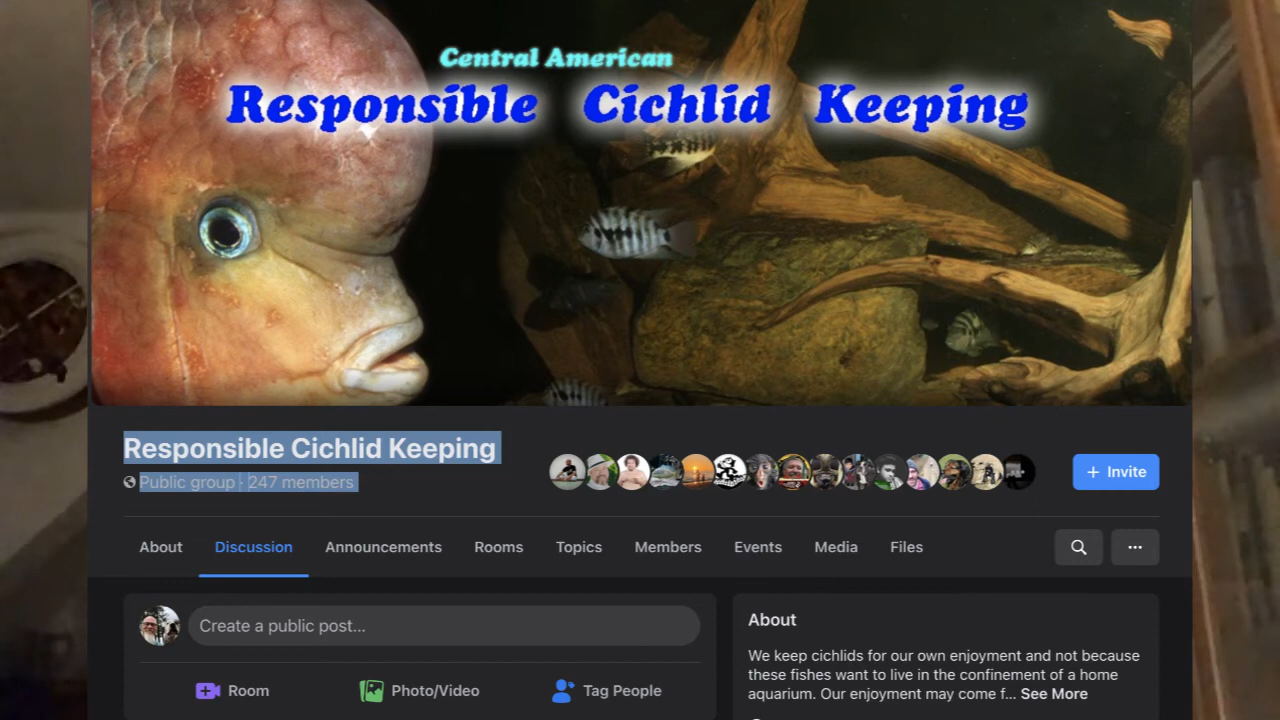 Central American
Responsible Cichlid Keeping
Responsible Cichlid Keeping
Public group · 247 members
+ Invite
About Discussion Announcements Rooms Topics Members Events Media Files
Create a public post...
Room Photo/Video Tag People
About
We keep cichlids for our own enjoyment and not because
these fishes want to live in the confinement of a home
aquarium. Our enjoyment may come f... See More